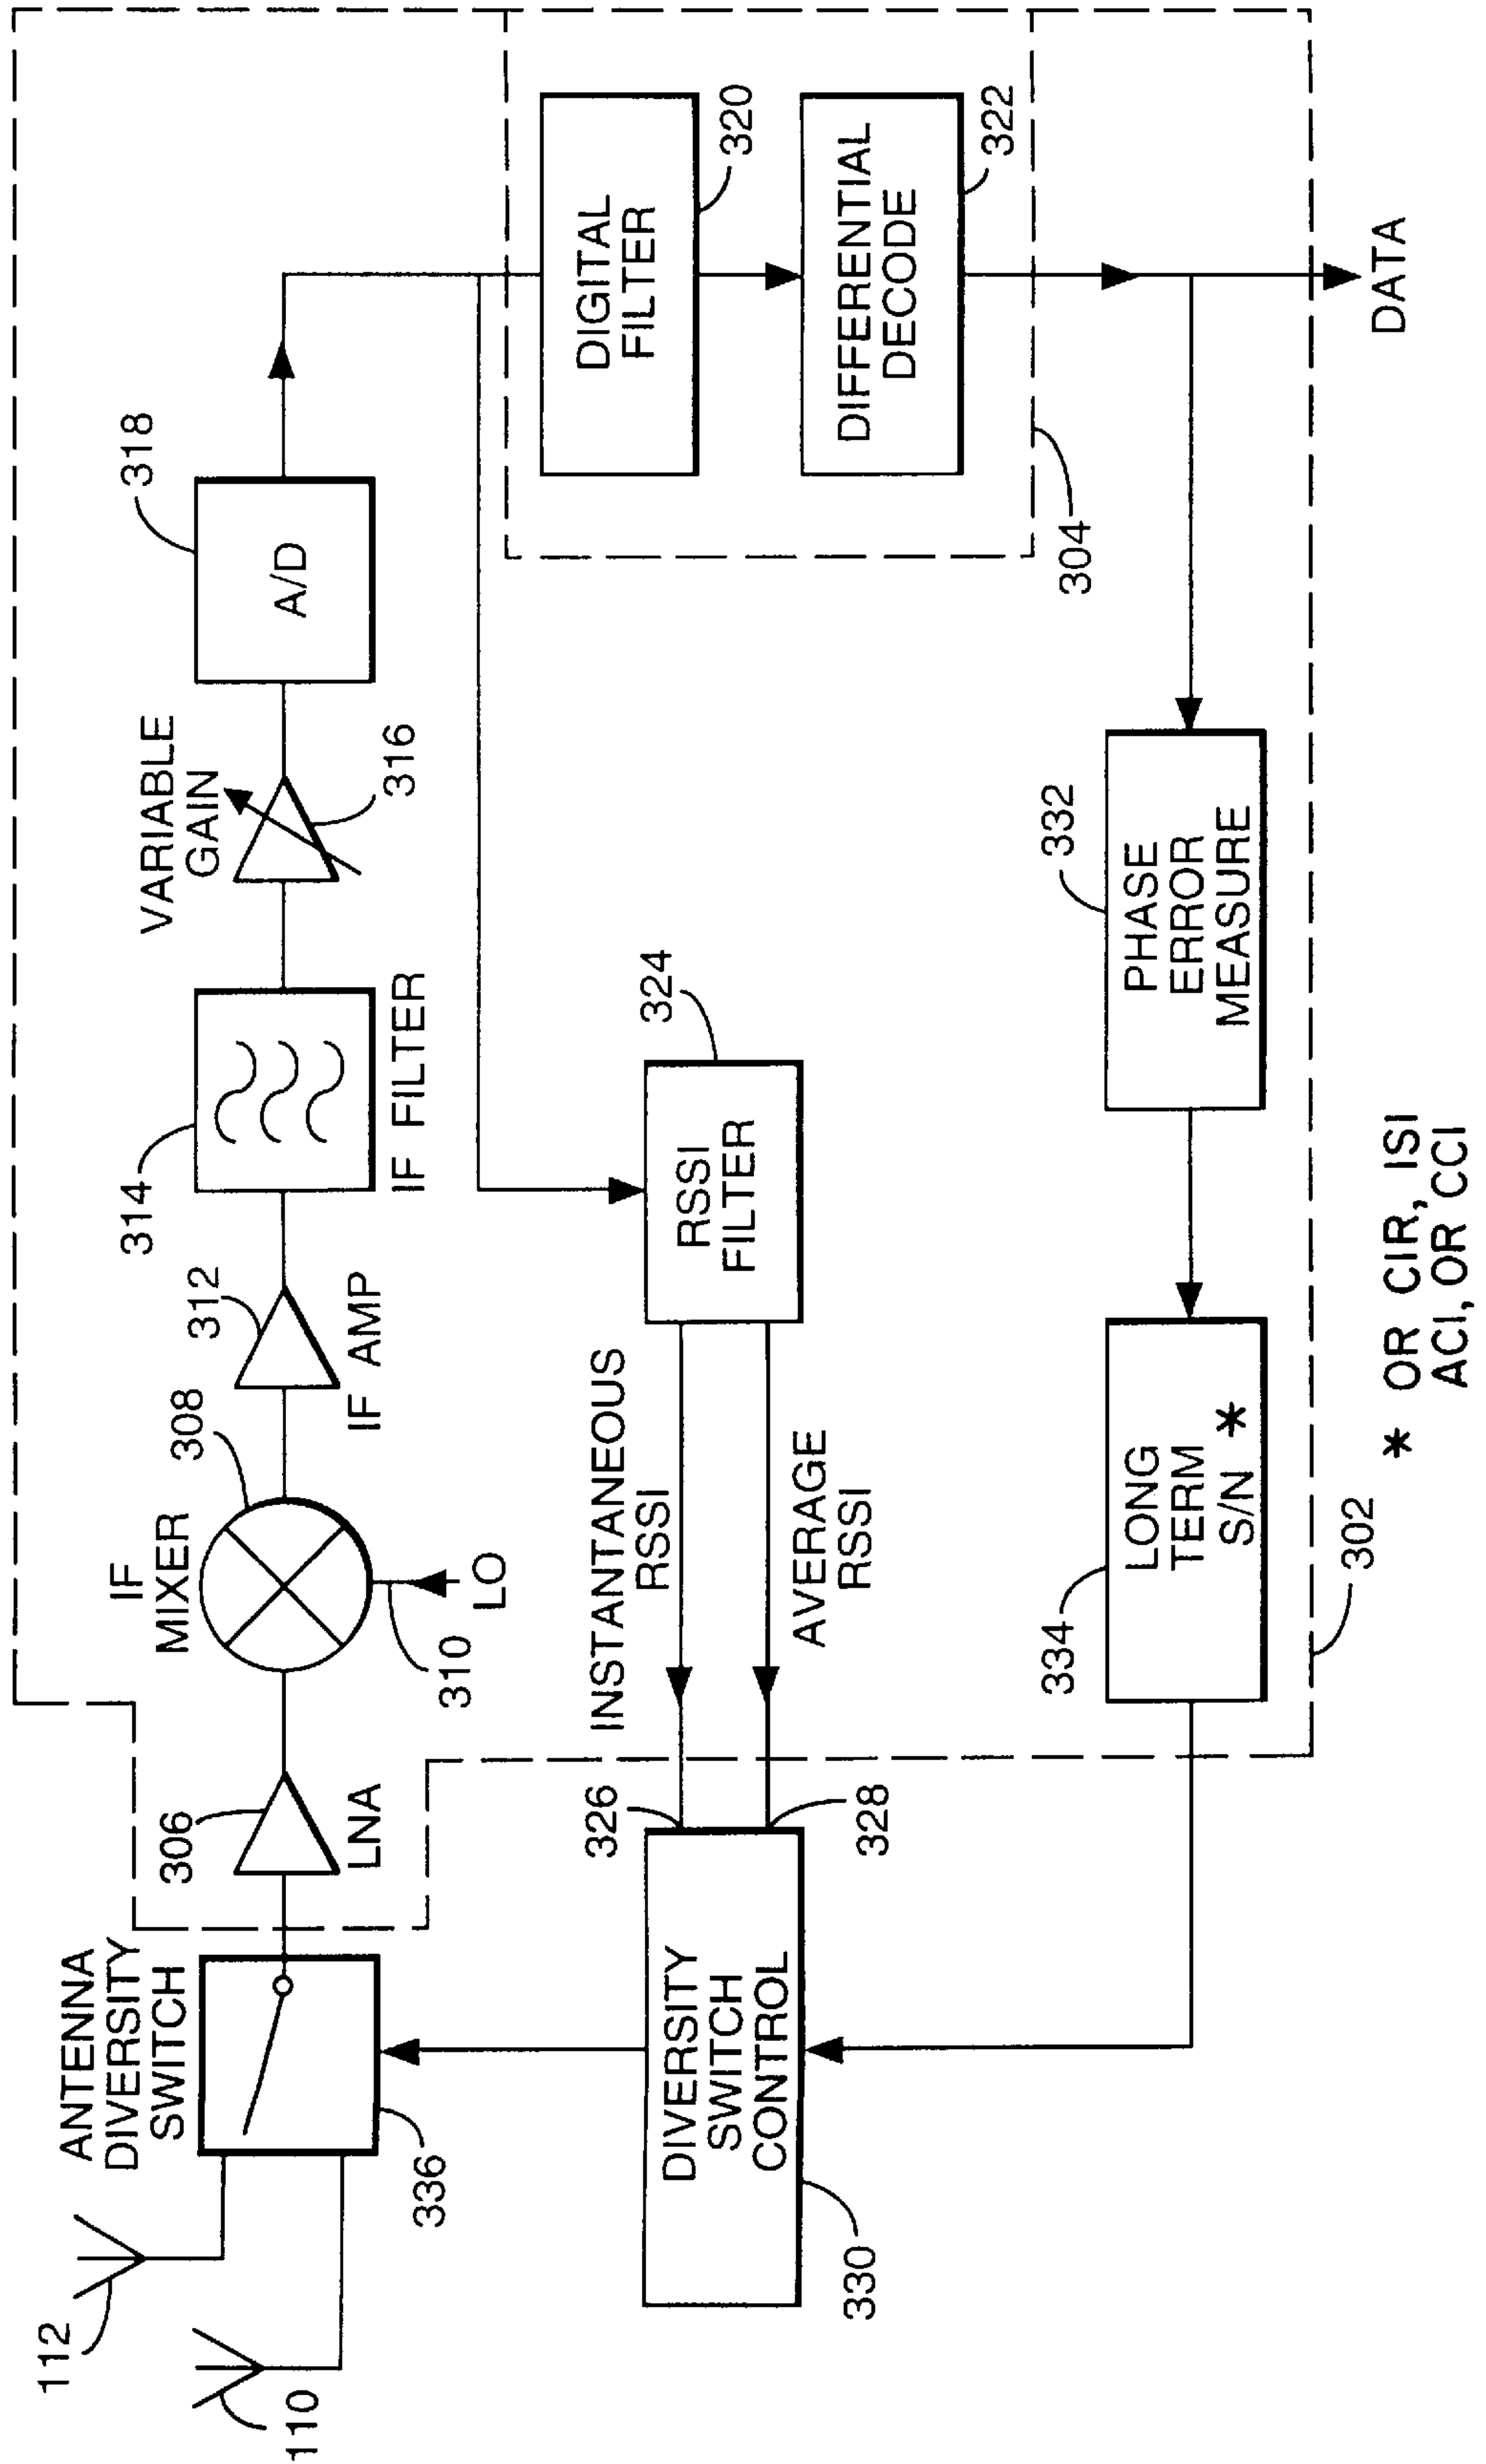 112
110
ANTENNA
DIVERSITY
SWITCH
336
306
LNA
IF
MIXER
308
310
LO
312
IF AMP
314
IF FILTER
VARIABLE
GAIN
316
318
A/D
DIGITAL
FILTER
320
DIFFERENTIAL
DECODE
322
304
DATA
RSSI
FILTER
324
INSTANTANEOUS
RSSI
AVERAGE
RSSI
326
328
DIVERSITY
SWITCH
CONTROL
330
PHASE
ERROR
MEASURE
332
LONG
TERM
S/N *
334
302
* OR CIR, ISI
ACI, OR CCI